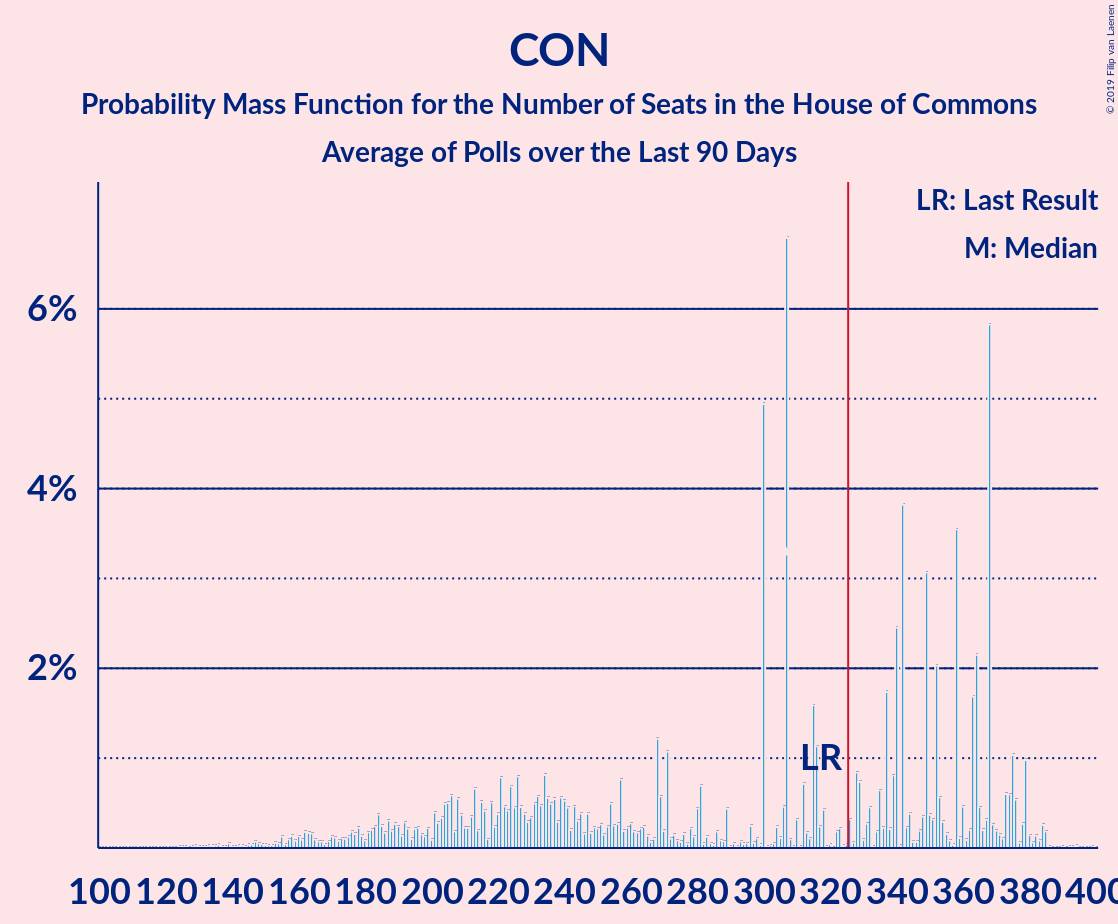 CON
Probability Mass Function for the Number of Seats in the House of Commons
Average of Polls over the Last 90 Days
© 2019 Filip van Laenen
LR: Last Result
M: Median
6%
4%
2%
LR
100 120 140 160 180 200 220 240 260 280 300 320 340 360 380 400